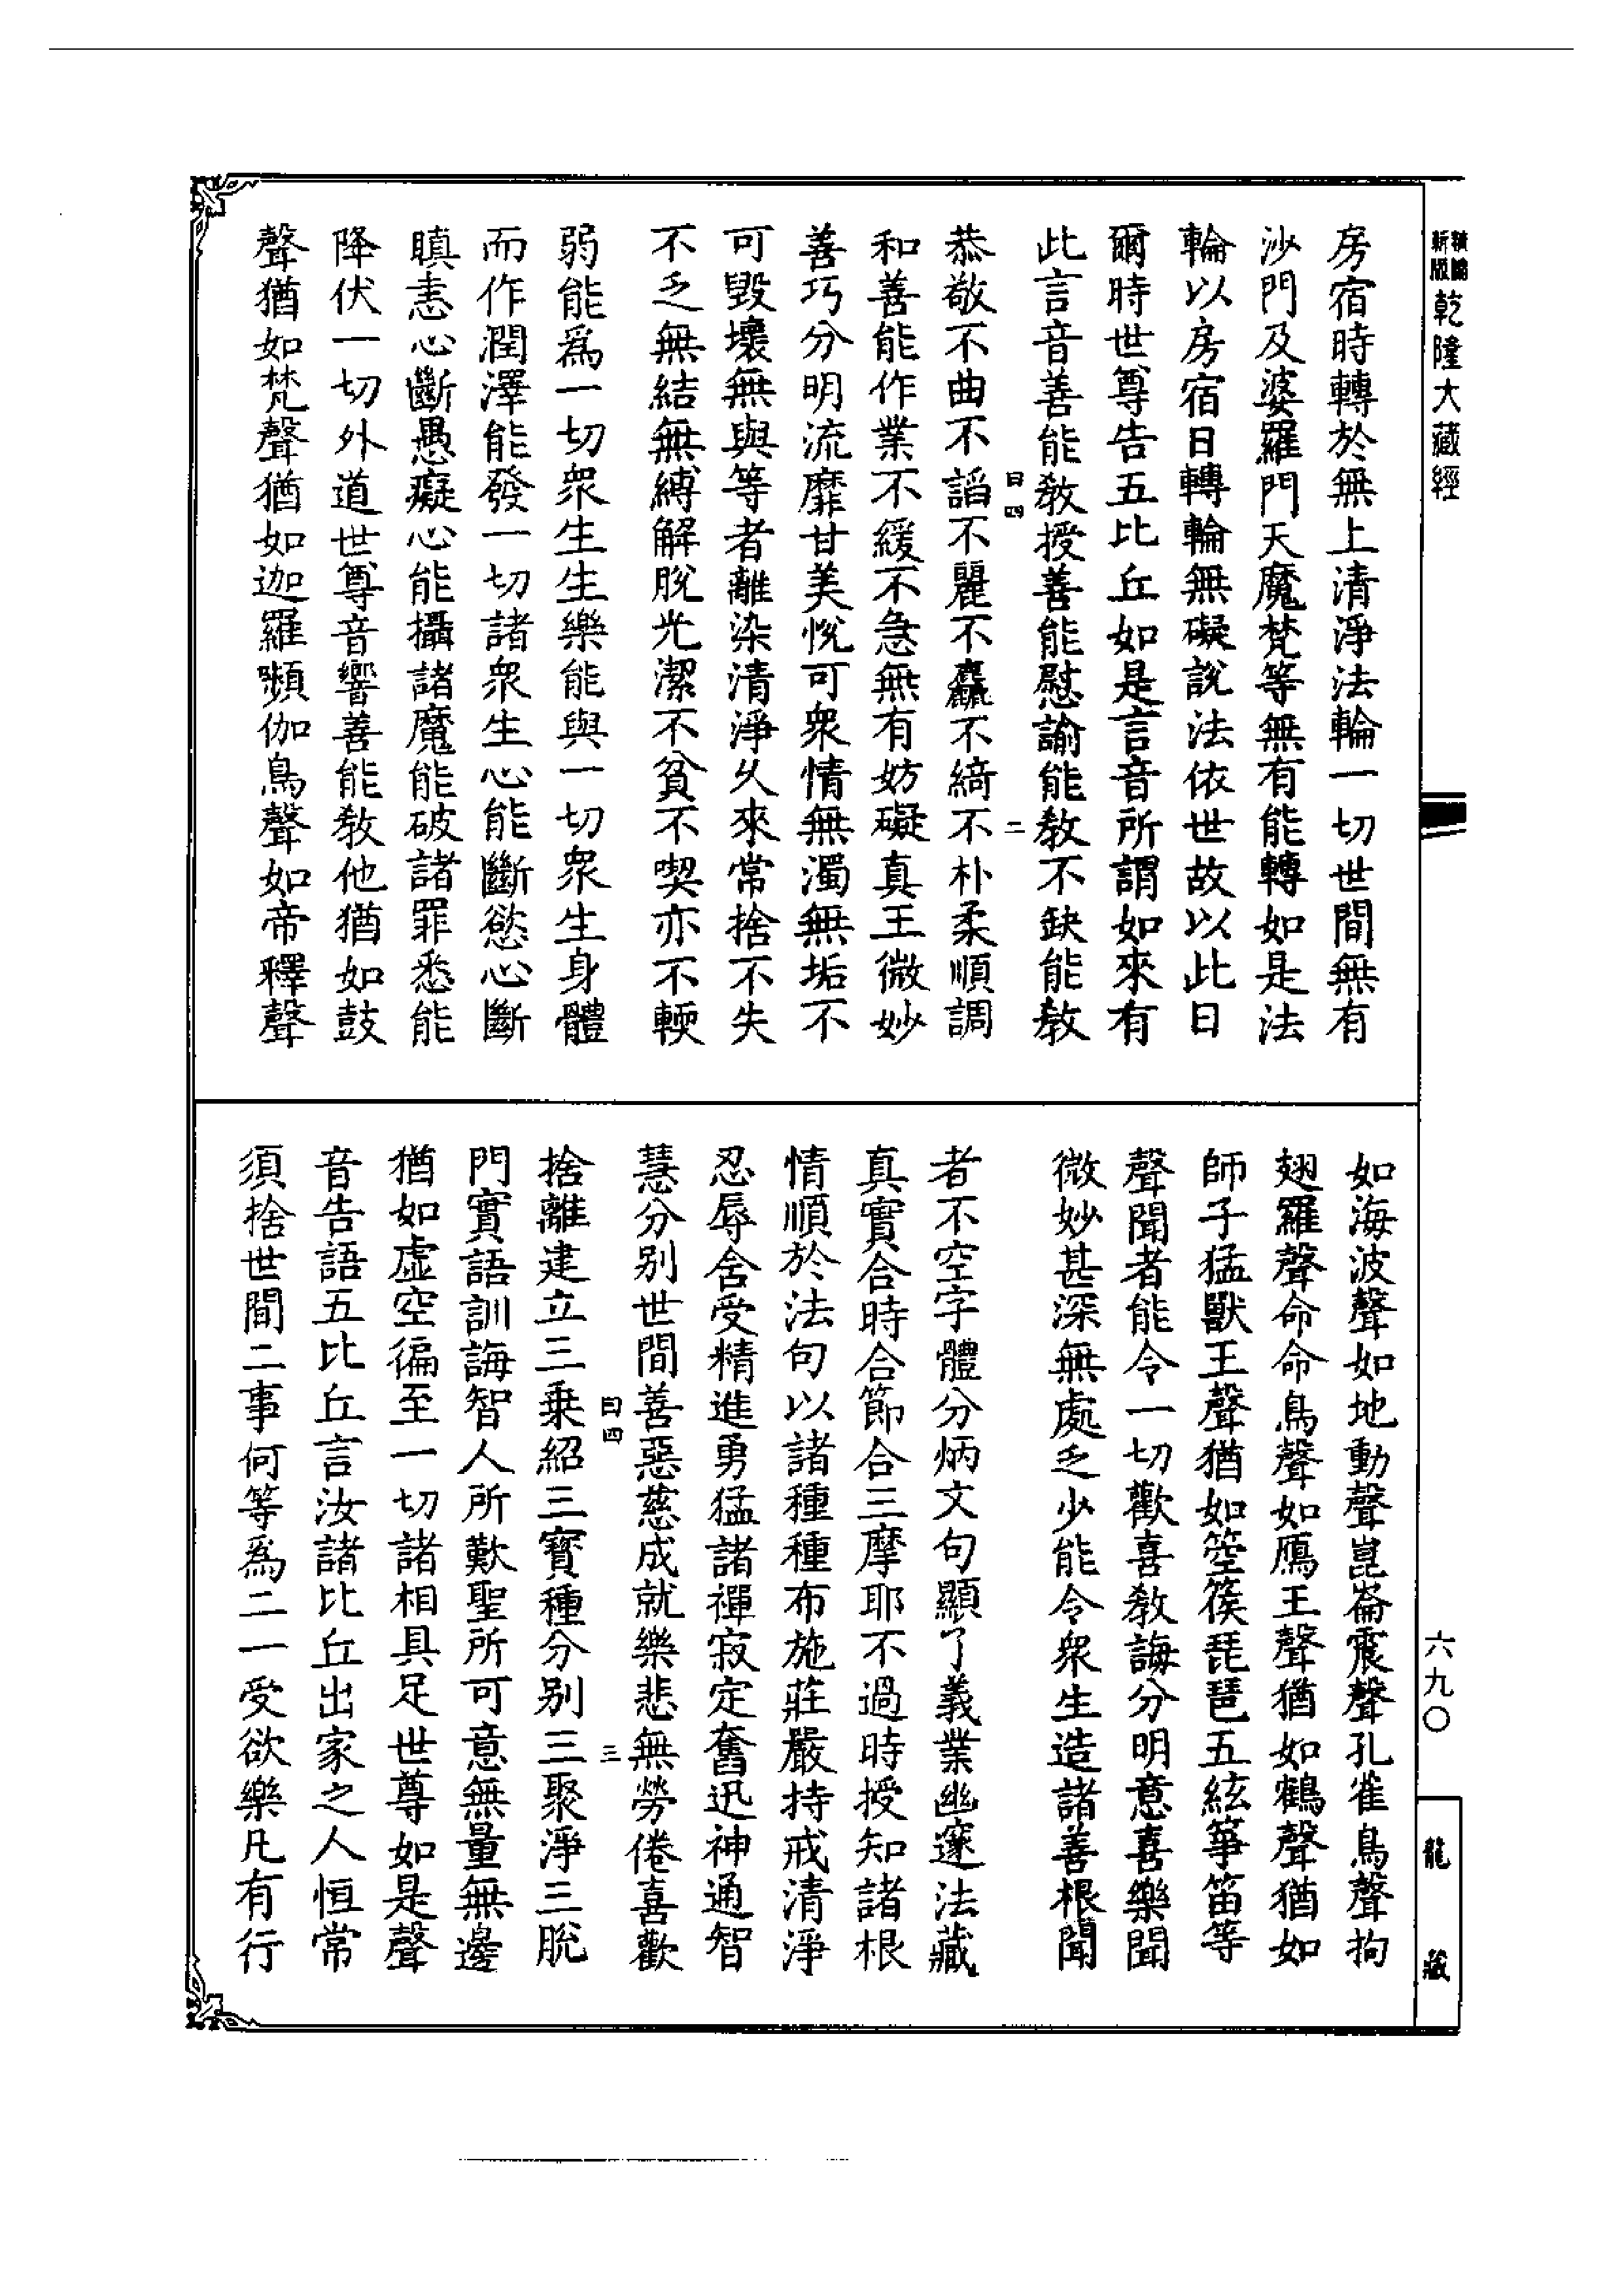 新編
新版
乾隆大藏經
房宿時轉於無上清淨法輪一切世間無有
沙門及婆羅門天魔梵等無有能轉如是法
輪以房宿日轉輪無礙說法依世故以此日
爾時世尊告五比丘如是言音所謂如來有
此言音善能教授善能慰諭能教不缺能教
曰四
二
恭敬不曲不諂不麗不麤不綺不朴柔順調
和善能作業不緩不急無有妨礙真王微妙
善巧分明流靡甘美悅可衆情無濁無垢不
可毀壞無與等者離染清淨久來常捨不失
不乏無結無縛解脫光潔不貧不喫亦不輭
弱能爲一切衆生生樂能與一切衆生身體
而作潤澤能發一切諸衆生心能斷慾心斷
瞋恚心斷愚癡心能攝諸魔能破諸罪悉能
降伏一切外道世尊音響善能教他猶如鼓
聲猶如梵聲猶如迦羅嚬伽鳥聲如帝釋聲
如海波聲如地動聲崑崙震聲孔雀鳥聲拘
翅羅聲命命鳥聲如鴈王聲猶如鶴聲猶如
師子猛獸王聲猶如箜篌琵琶五絃箏笛等
聲聞者能令一切歡喜教誨分明意喜樂聞
微妙甚深無處乏少能令衆生造諸善根聞
者不空字體分炳文句顯了義業幽邃法藏
真實合時合節合三摩耶不過時授知諸根
情順於法句以諸種種布施莊嚴持戒清淨
忍辱舍受精進勇猛諸禪寂定奮迅神通智
慧分別世間善惡慈成就樂悲無勞倦喜歡
曰四
三
捨離建立三乗紹三寶種分別三聚淨三脫
門實語訓誨智人所歎聖所可意無量無邊
猶如虛空徧至一切諸相具足世尊如是聲
音告語五比丘言汝諸比丘出家之人恒常
須捨世間二事何等爲二一受欲樂凡有行
六九〇
龍藏